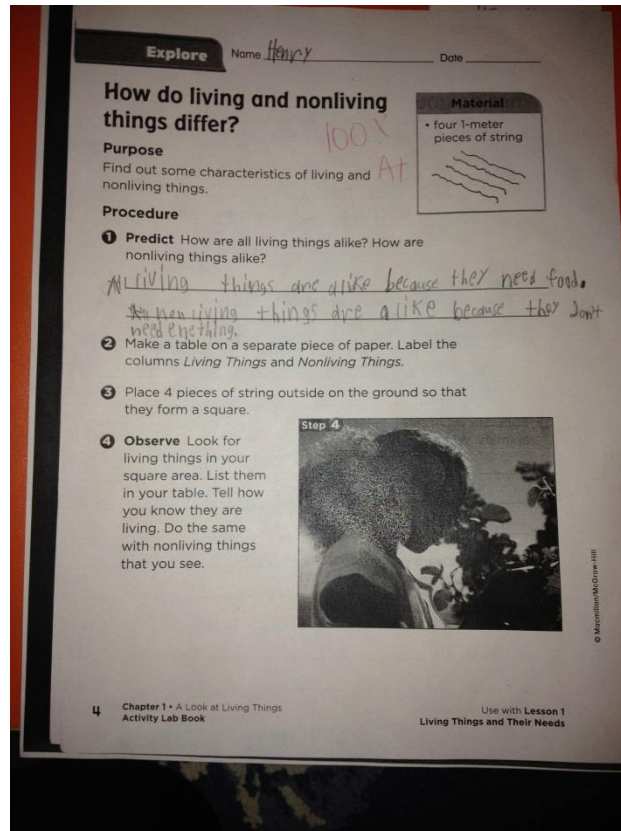 Explore Name Henry Date
How do living and nonliving
things differ?
Material
• four 1-meter
pieces of string
100%
A+
Purpose
Find out some characteristics of living and
nonliving things.
Procedure
1 Predict How are all living things alike? How are
nonliving things alike?
All living things are alike because they need food.
All nonliving things are alike because they don't
need enething.
2 Make a table on a separate piece of paper. Label the
columns Living Things and Nonliving Things.
3 Place 4 pieces of string outside on the ground so that
they form a square.
4 Observe Look for
living things in your
square area. List them
in your table. Tell how
you know they are
living. Do the same
with nonliving things
that you see.
Step 4
© Macmillan/McGraw-Hill
4 Chapter 1 • A Look at Living Things
Activity Lab Book
Use with Lesson 1
Living Things and Their Needs